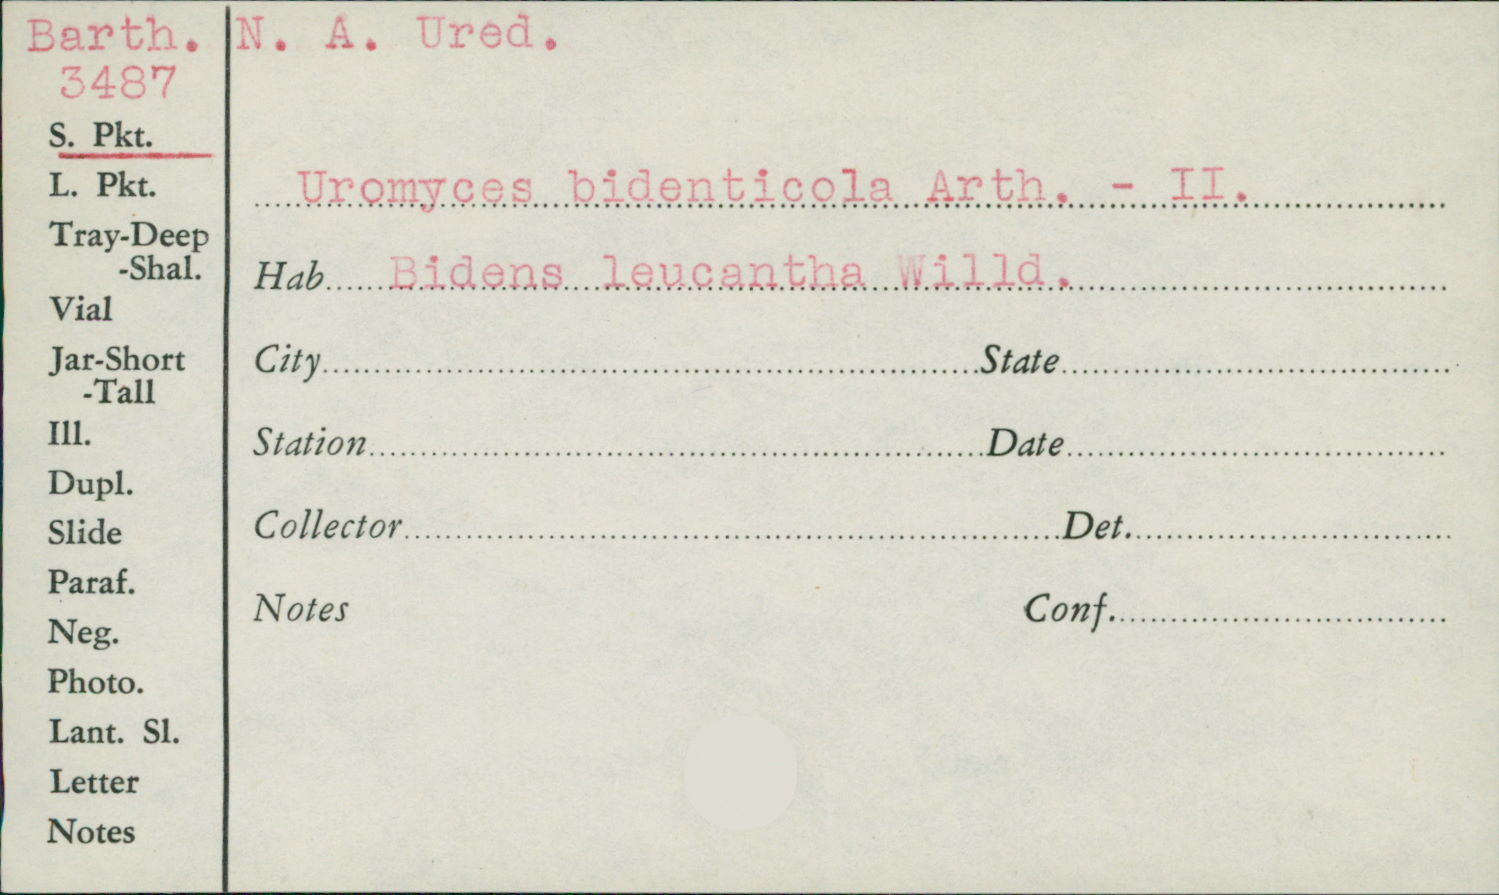 Barth. N. A. Ured.
3487
S. Pkt.
L. Pkt.
Tray-Deep
-Shal.
Vial
Jar-Short
-Tall
Ill.
Dupl.
Slide
Paraf.
Neg.
Photo.
Lant. Sl.
Letter
Notes
Uromyces bidenticola Arth. - II.
Hab Bidens leucantha Willd.
City State
Station Date
Collector Det.
Notes Conf.